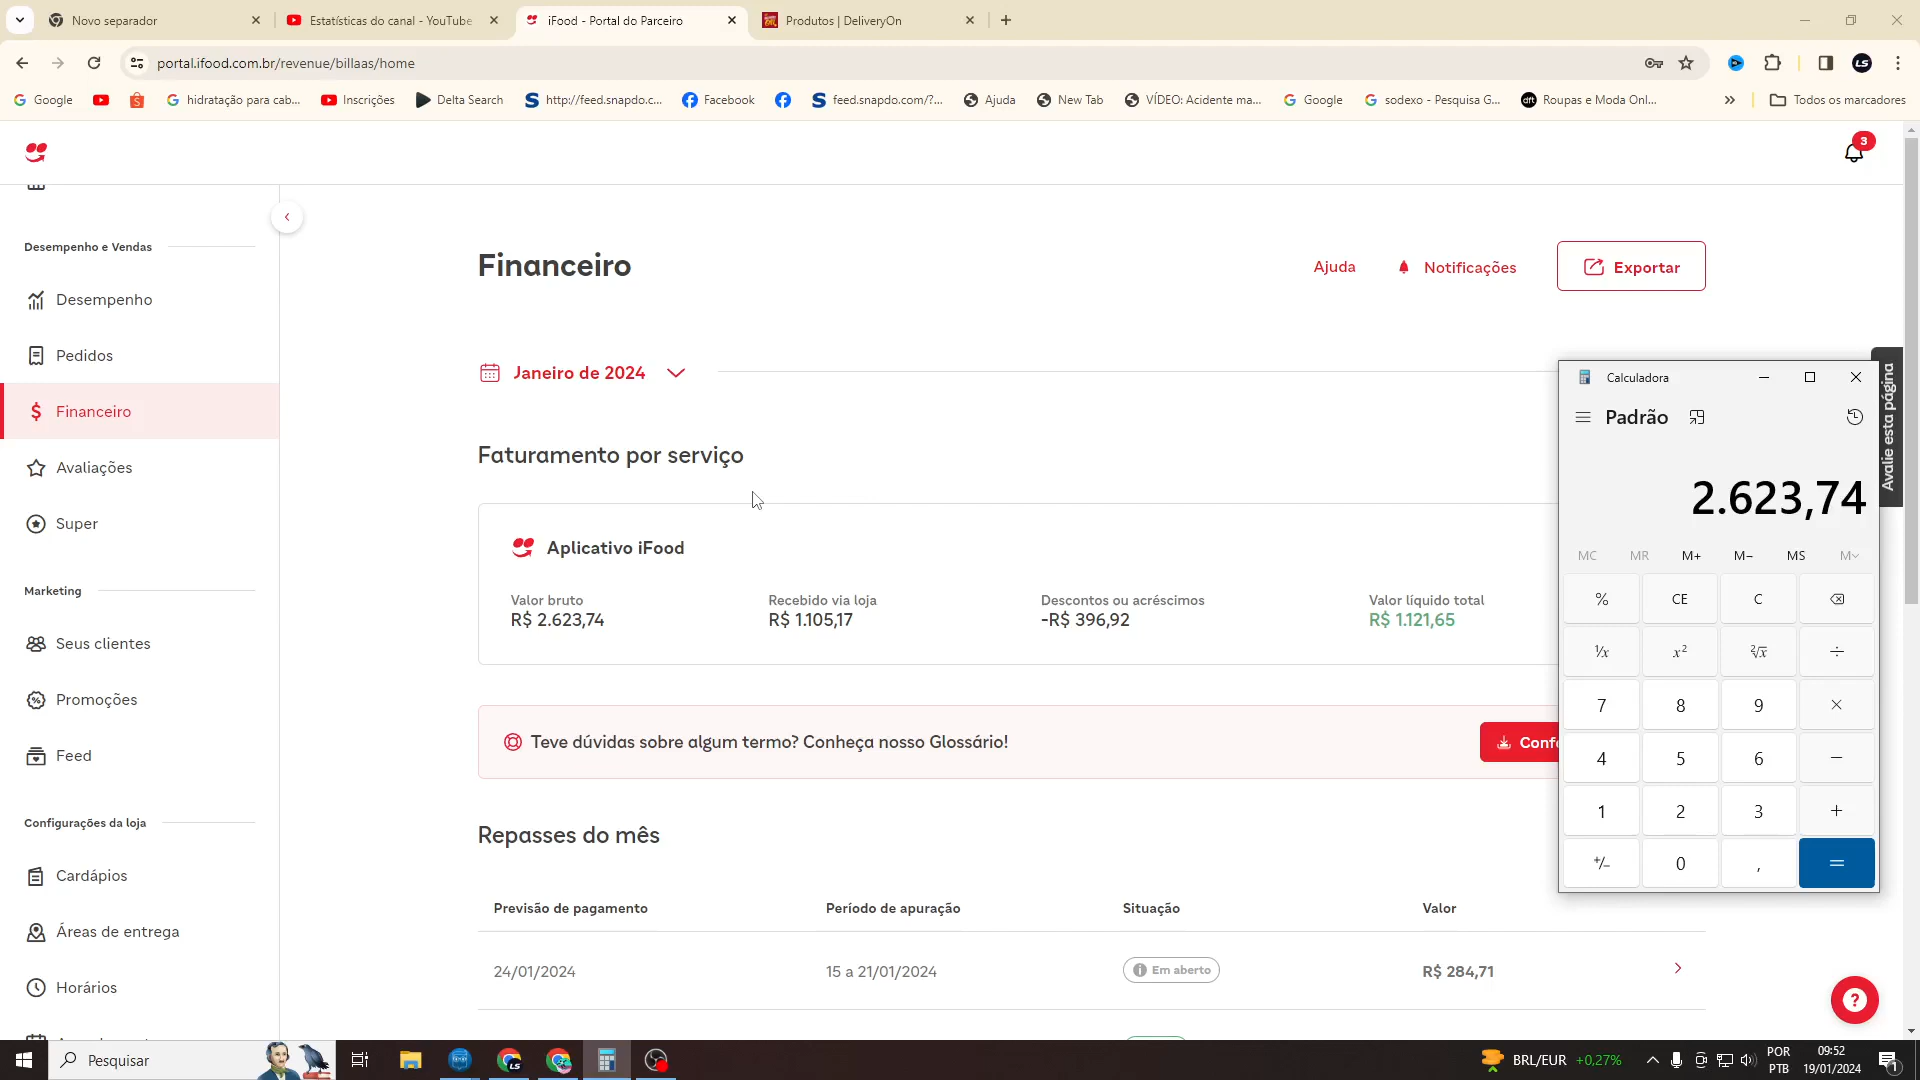 Novo separador
Estatísticas do canal - YouTube
iFood - Portal do Parceiro
Produtos | DeliveryOn
portal.ifood.com.br/revenue/billaas/home
LS
Google
hidratação para cab...
Inscrições
Delta Search
http://feed.snapdo.c...
Facebook
feed.snapdo.com/?...
Ajuda
New Tab
VÍDEO: Acidente ma...
Google
sodexo - Pesquisa G...
dft
Roupas e Moda Onl...
»
Todos os marcadores
3
Desempenho e Vendas
Desempenho
Pedidos
Financeiro
Avaliações
Super
Marketing
Seus clientes
Promoções
Feed
Configurações da loja
Cardápios
Áreas de entrega
Horários
Financeiro
Ajuda
Notificações
Exportar
Janeiro de 2024
Faturamento por serviço
Aplicativo iFood
Valor bruto
R$ 2.623,74
Recebido via loja
R$ 1.105,17
Descontos ou acréscimos
-R$ 396,92
Valor líquido total
R$ 1.121,65
Teve dúvidas sobre algum termo? Conheça nosso Glossário!
Repasses do mês
Previsão de pagamento Período de apuração Situação Valor
24/01/2024 15 a 21/01/2024 Em aberto R$ 284,71
Avalie esta página
Calculadora
Padrão
2.623,74
MC MR M+ M− MS M
% CE C
¹⁄x x² ²√x ÷
7 8 9 ×
4 5 6 −
1 2 3 +
+/− 0 , =
?
Pesquisar
LS
BRL/EUR +0,27%
POR
PTB
09:52
19/01/2024
1